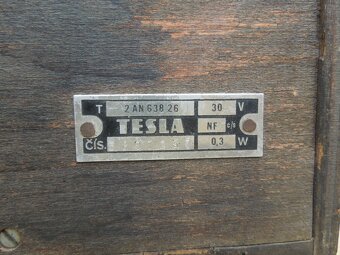 T 2 AN 638 26 30 V
TESLA NF c/s
ČÍS. 0,3 W